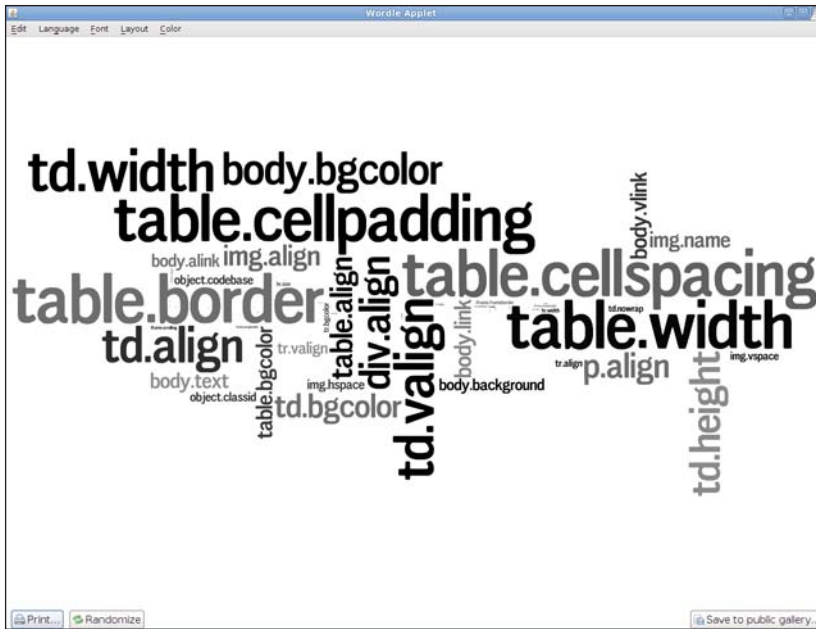 Wordle Applet
Edit Language Font Layout Color
td.width body.bgcolor
table.cellpadding
body.vlink
img.name
body.alink img.align
object.codebase
table.cellspacing
table.border
table.align
div.align
td.valign
body.link
td.nowrap
table.width
td.align
table.bgcolor
tr.bgcolor
tr.valign
img.vspace
tr.align p.align
body.text
img.hspace
body.background
object.classid
td.bgcolor
td.height
Print... Randomize Save to public gallery...